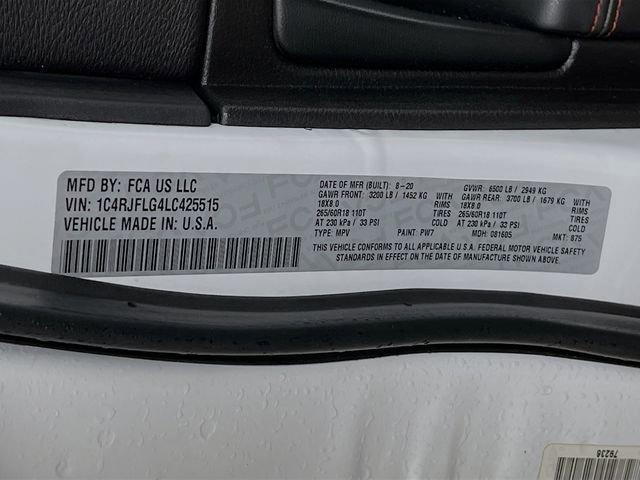 MFD BY: FCA US LLC
VIN: 1C4RJFLG4LC425515
VEHICLE MADE IN: U.S.A.
DATE OF MFR (BUILT): 8-20 GVWR: 6500 LB / 2949 KG
GAWR FRONT: 3200 LB / 1452 KG WITH GAWR REAR: 3700 LB / 1679 KG WITH
18X8.0 RIMS 18X8.0 RIMS
265/60R18 110T TIRES 265/60R18 110T TIRES
AT 230 kPa / 33 PSI COLD AT 230 kPa / 33 PSI COLD
TYPE: MPV PAINT: PW7 MDH: 081605 MKT: 875
THIS VEHICLE CONFORMS TO ALL APPLICABLE U.S.A. FEDERAL MOTOR VEHICLE SAFETY
STANDARDS IN EFFECT ON THE DATE OF MANUFACTURE SHOWN ABOVE.
79236